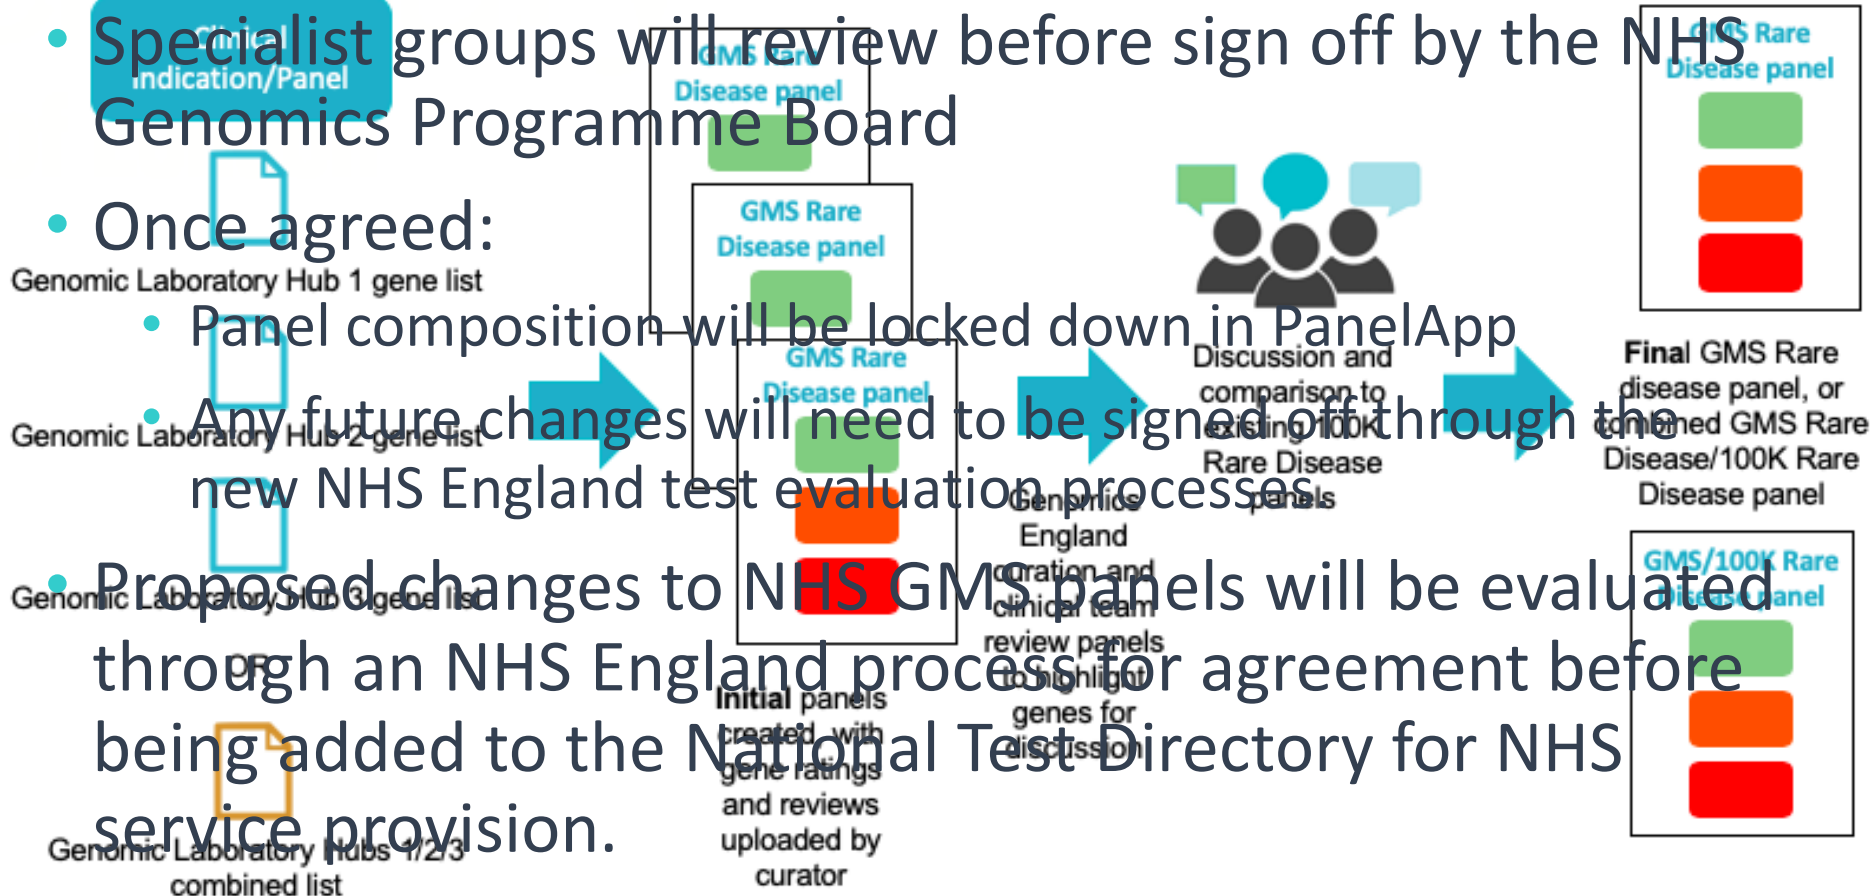 • Specialist groups will review before sign off by the NHS
Genomics Programme Board
• Once agreed:
• Panel composition will be locked down in PanelApp
• Any future changes will need to be signed off through the
new NHS England test evaluation processes.
• Proposed changes to NHS GMS panels will be evaluated
through an NHS England process for agreement before
being added to the National Test Directory for NHS
service provision.
Clinical
Indication/Panel
Genomic Laboratory Hub 1 gene list
Genomic Laboratory Hub 2 gene list
Genomic Laboratory Hub 3 gene list
OR
Genomic Laboratory Hubs 1/2/3
combined list
GMS Rare
Disease panel
GMS Rare
Disease panel
GMS Rare
Disease panel
Initial panels
created, with
gene ratings
and reviews
uploaded by
curator
Genomics
England
curation and
clinical team
review panels
to highlight
genes for
discussion
Discussion and
comparison to
existing 100K
Rare Disease
panels
GMS Rare
Disease panel
Final GMS Rare
disease panel, or
combined GMS Rare
Disease/100K Rare
Disease panel
GMS/100K Rare
Disease panel